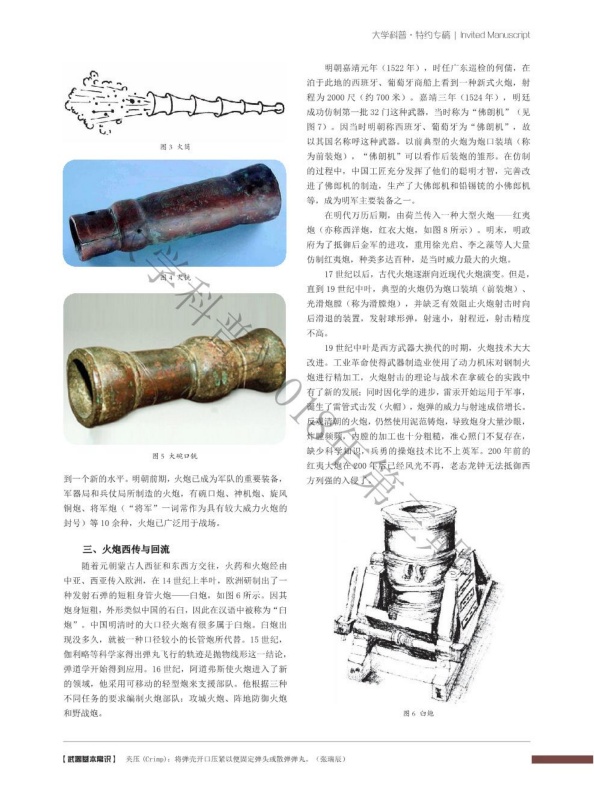 大学科普·特约专稿 | Invited Manuscript
图 3 火筒
图 4 火铳
图 5 大碗口铳
到一个新的水平。明朝前期，火炮已成为军队的重要装备，
军器局和兵仗局所制造的火炮，有碗口炮、神机炮、旋风
铜炮、将军炮（“将军”一词常作为具有较大威力火炮的
封号）等 10 余种，火炮已广泛用于战场。
三、火炮西传与回流
随着元朝蒙古人西征和东西方交往，火药和火炮经由
中亚、西亚传入欧洲，在 14 世纪上半叶，欧洲研制出了一
种发射石弹的短粗身管火炮——臼炮，如图 6 所示。因其
炮身短粗，外形类似中国的石臼，因此在汉语中被称为“臼
炮”。中国明清时的大口径火炮有很多属于臼炮。臼炮出
现没多久，就被一种口径较小的长管炮所代替。15 世纪，
伽利略等科学家得出弹丸飞行的轨迹是抛物线形这一结论，
弹道学开始得到应用。16 世纪，阿道弗斯使火炮进入了新
的领域，他采用可移动的轻型炮来支援部队。他根据三种
不同任务的要求编制火炮部队：攻城火炮、阵地防御火炮
和野战炮。
明朝嘉靖元年（1522 年），时任广东巡检的何儒，在
泊于此地的西班牙、葡萄牙商船上看到一种新式火炮，射
程为 2000 尺（约 700 米）。嘉靖三年（1524 年），明廷
成功仿制第一批 32 门这种武器，当时称为“佛朗机”（见
图 7）。因当时明朝称西班牙、葡萄牙为“佛朗机”，故
以其国名称呼这种武器。以前典型的火炮为炮口装填（称
为前装炮），“佛朗机”可以看作后装炮的雏形。在仿制
的过程中，中国工匠充分发挥了他们的聪明才智，完善改
进了佛郎机的制造，生产了大佛郎机和铅锡铳的小佛郎机
等，成为明军主要装备之一。
在明代万历后期，由荷兰传入一种大型火炮——红夷
炮（亦称西洋炮，红衣大炮，如图 8 所示）。明末，明政
府为了抵御后金军的进攻，重用徐光启、李之藻等人大量
仿制红夷炮，种类多达百种，是当时威力最大的火炮。
17 世纪以后，古代火炮逐渐向近现代火炮演变。但是，
直到 19 世纪中叶，典型的火炮仍为炮口装填（前装炮）、
光滑炮膛（称为滑膛炮），并缺乏有效阻止火炮射击时向
后滑退的装置，发射球形弹，射速小，射程近，射击精度
不高。
19 世纪中叶是西方武器大换代的时期，火炮技术大大
改进。工业革命使得武器制造业使用了动力机床对钢制火
炮进行精加工，火炮射击的理论与战术在拿破仑的实践中
有了新的发展；同时因化学的进步，雷汞开始运用于军事，
诞生了雷管式击发（火帽），炮弹的威力与射速成倍增长。
反观清朝的火炮，仍然使用泥范铸炮，导致炮身大量沙眼，
炸膛频频，内膛的加工也十分粗糙，准心照门不复存在，
缺少科学知识，兵勇的操炮技术比不上英军。200 年前的
红夷大炮在 200 年后已经风光不再，老态龙钟无法抵御西
方列强的入侵了。
图 6 臼炮
【武器基本常识】 夹压 (Crimp)：将弹壳开口压紧以便固定弹头或散弹弹丸。（张瑞辰）